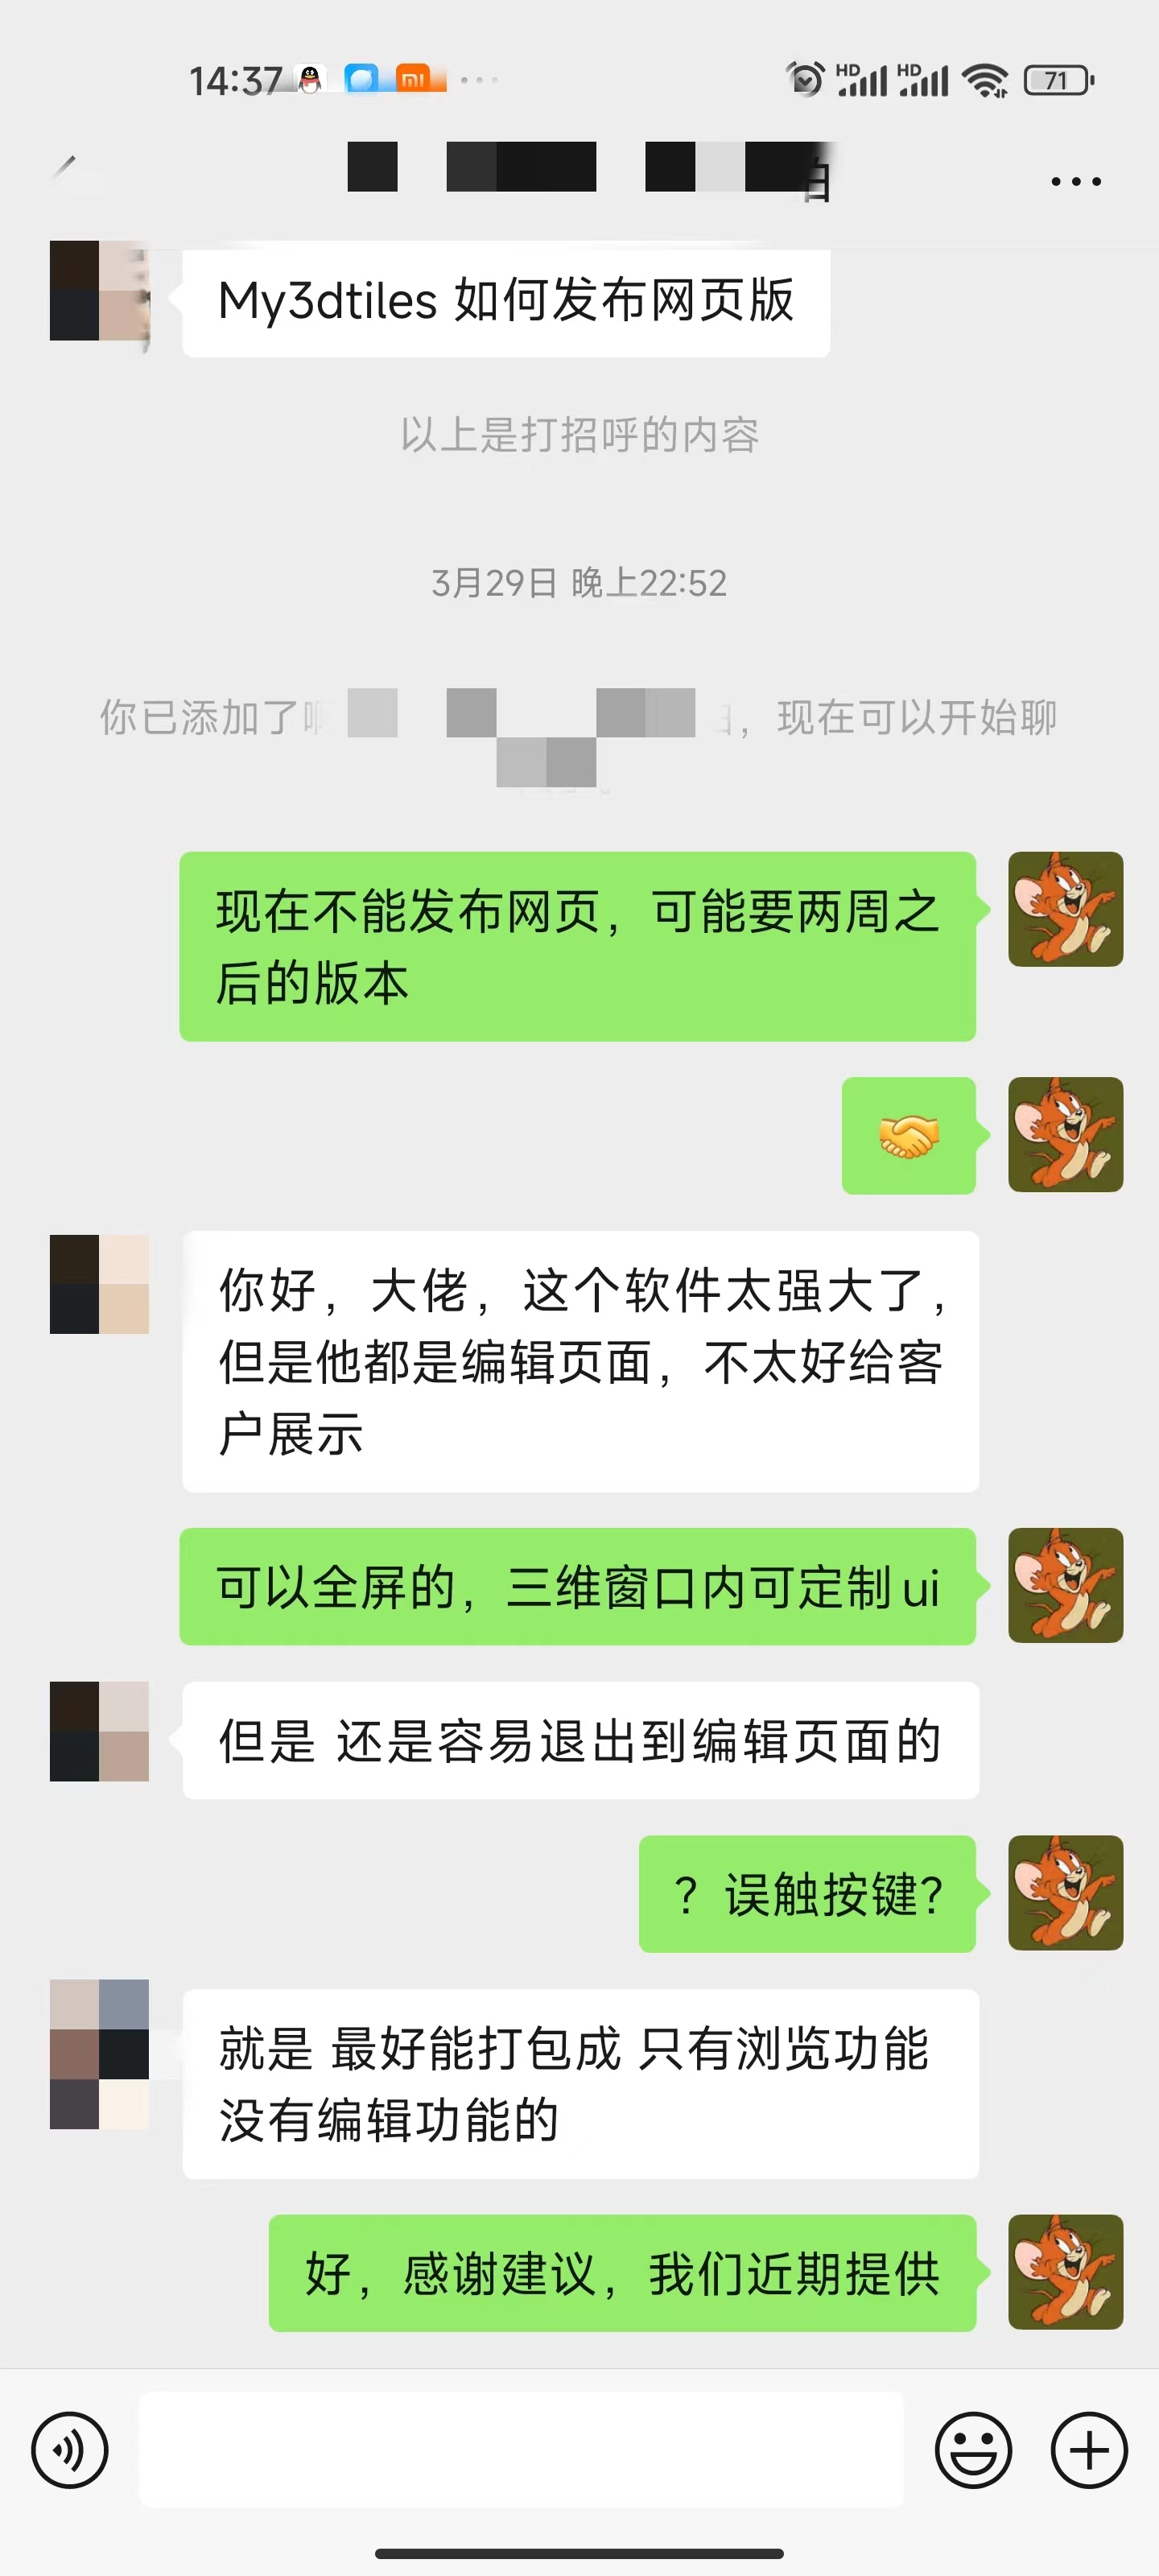 14:37
HD HD 71
My3dtiles 如何发布网页版
以上是打招呼的内容
3月29日 晚上22:52
你已添加了
，现在可以开始聊
现在不能发布网页，可能要两周之
后的版本
你好，大佬，这个软件太强大了，
但是他都是编辑页面，不太好给客
户展示
可以全屏的，三维窗口内可定制ui
但是 还是容易退出到编辑页面的
？误触按键？
就是 最好能打包成 只有浏览功能
没有编辑功能的
好，感谢建议，我们近期提供